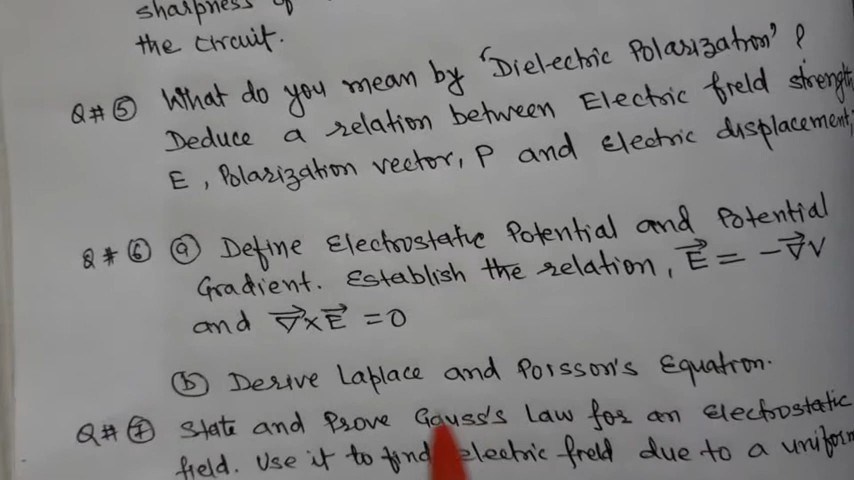 sharpness of
the circuit.
Q#⑤ What do you mean by 'Dielectric Polarization' ?
Deduce a relation between Electric field strength,
E, Polarization vector, P and electric displacement,
Q#⑥ ⓐ Define Electrostatic Potential and Potential
Gradient. Establish the relation, E⃗ = -∇⃗V
and ∇⃗×E⃗ =0
ⓑ Derive Laplace and Poisson's Equation.
Q#⑦ State and Prove Gauss's Law for an electrostatic
field. Use it to find electric field due to a uniform